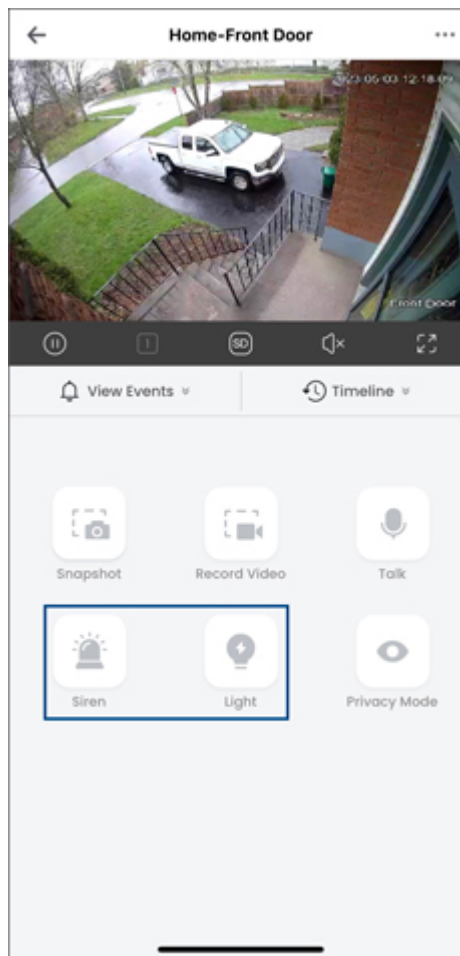 Home-Front Door
2023-05-03 12:18:09
Front Door
1
SD
View Events
Timeline
Snapshot
Record Video
Talk
Siren
Light
Privacy Mode